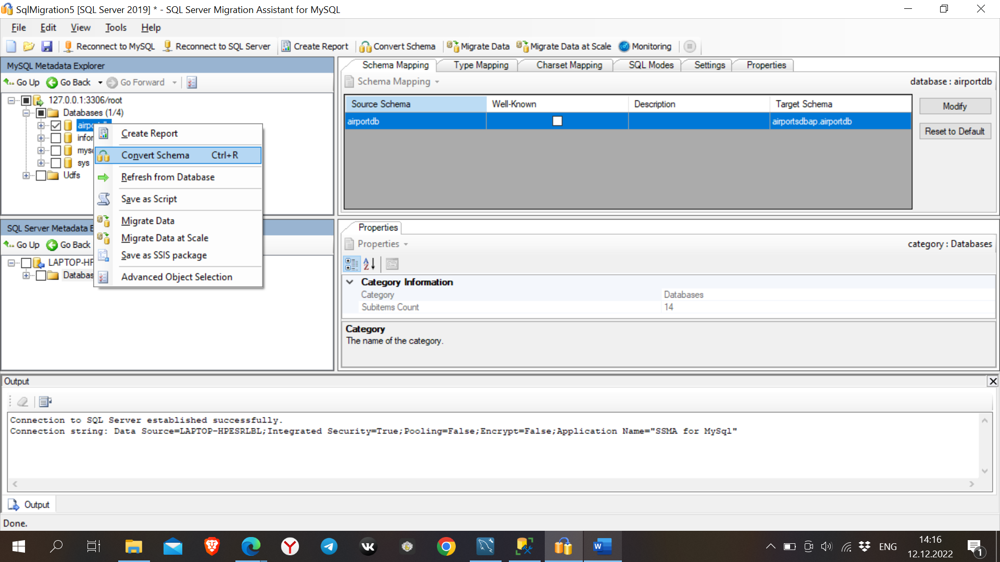 SqlMigration5 [SQL Server 2019] * - SQL Server Migration Assistant for MySQL
File Edit View Tools Help
Reconnect to MySQL Reconnect to SQL Server Create Report Convert Schema Migrate Data Migrate Data at Scale Monitoring
MySQL Metadata Explorer
Go Up Go Back Go Forward
127.0.0.1:3306/root
Databases (1/4)
airpo
infor
mysc
sys
Udfs
Create Report
Convert Schema Ctrl+R
Refresh from Database
Save as Script
Migrate Data
Migrate Data at Scale
Save as SSIS package
Advanced Object Selection
SQL Server Metadata E
Go Up Go Back
LAPTOP-HP
Databas
Schema Mapping Type Mapping Charset Mapping SQL Modes Settings Properties
Schema Mapping database : airportdb
Source Schema Well-Known Description Target Schema
airportdb airportsdbap.airportdb
Modify
Reset to Default
Properties
Properties category : Databases
Category Information
Category Databases
Subitems Count 14
Category
The name of the category.
Output
Connection to SQL Server established successfully.
Connection string: Data Source=LAPTOP-HPESRLBL;Integrated Security=True;Pooling=False;Encrypt=False;Application Name="SSMA for MySql"
Output
Done.
ENG
14:16
12.12.2022
1